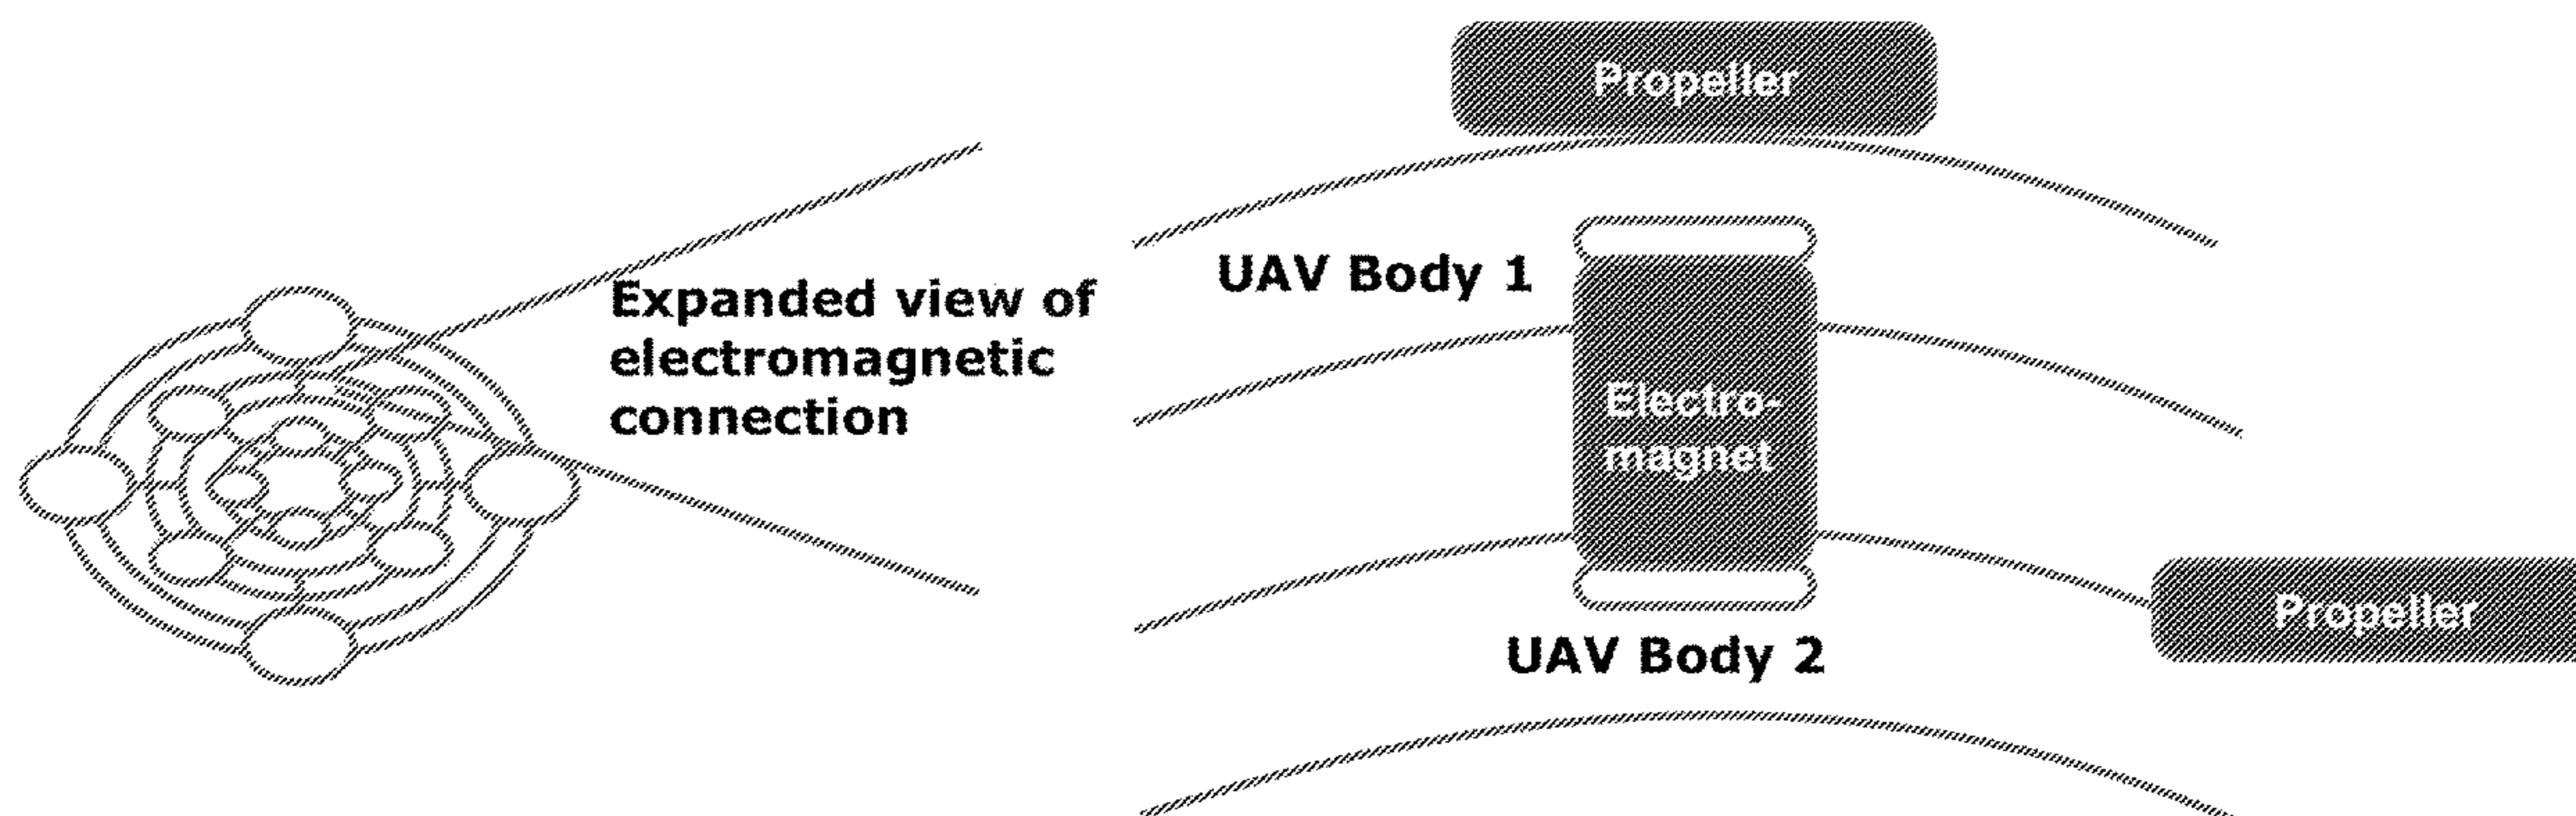 Propeller
UAV Body 1
Expanded view of
electromagnetic
connection
Electro-
magnet
Propeller
UAV Body 2